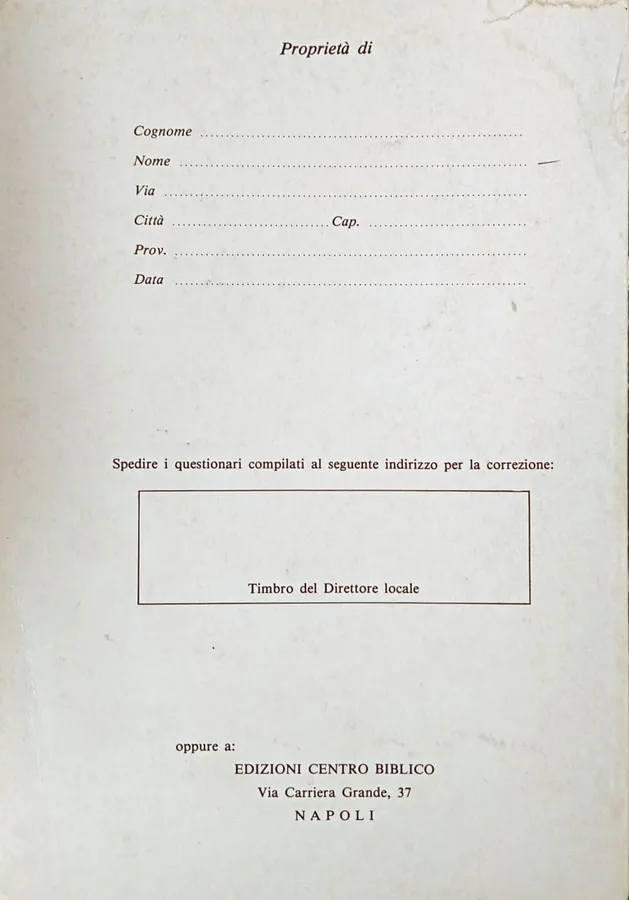 Proprietà di
Cognome ................................................................
Nome ....................................................................
Via .......................................................................
Città .............................. Cap. ..............................
Prov. .....................................................................
Data .....................................................................
Spedire i questionari compilati al seguente indirizzo per la correzione:
Timbro del Direttore locale
oppure a:
EDIZIONI CENTRO BIBLICO
Via Carriera Grande, 37
NAPOLI